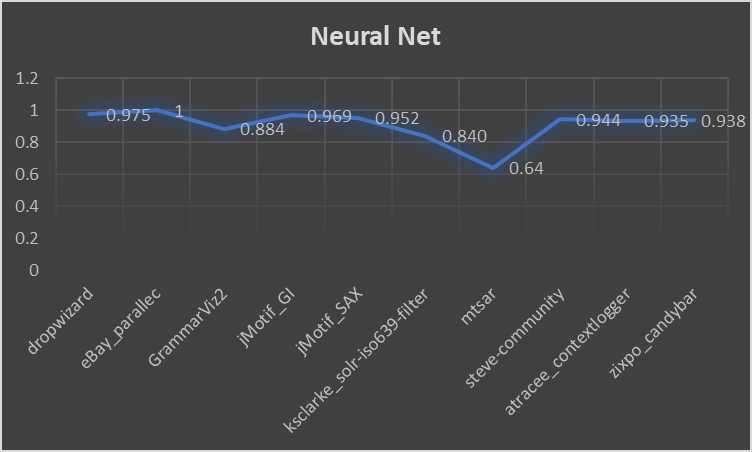 Neural Net
1.2
1
0.8
0.6
0.4
0.2
0
0.975
1
0.884
0.969
0.952
0.840
0.64
0.944
0.935
0.938
dropwizard
eBay_parallec
GrammarViz2
jMotif_GI
jMotif_SAX
ksclarke_solr-iso639-filter
mtsar
steve-community
atracee_contextlogger
zixpo_candybar